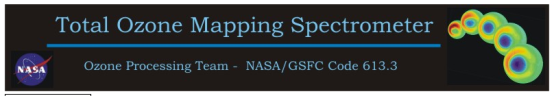 Total Ozone Mapping Spectrometer
NASA
Ozone Processing Team - NASA/GSFC Code 613.3